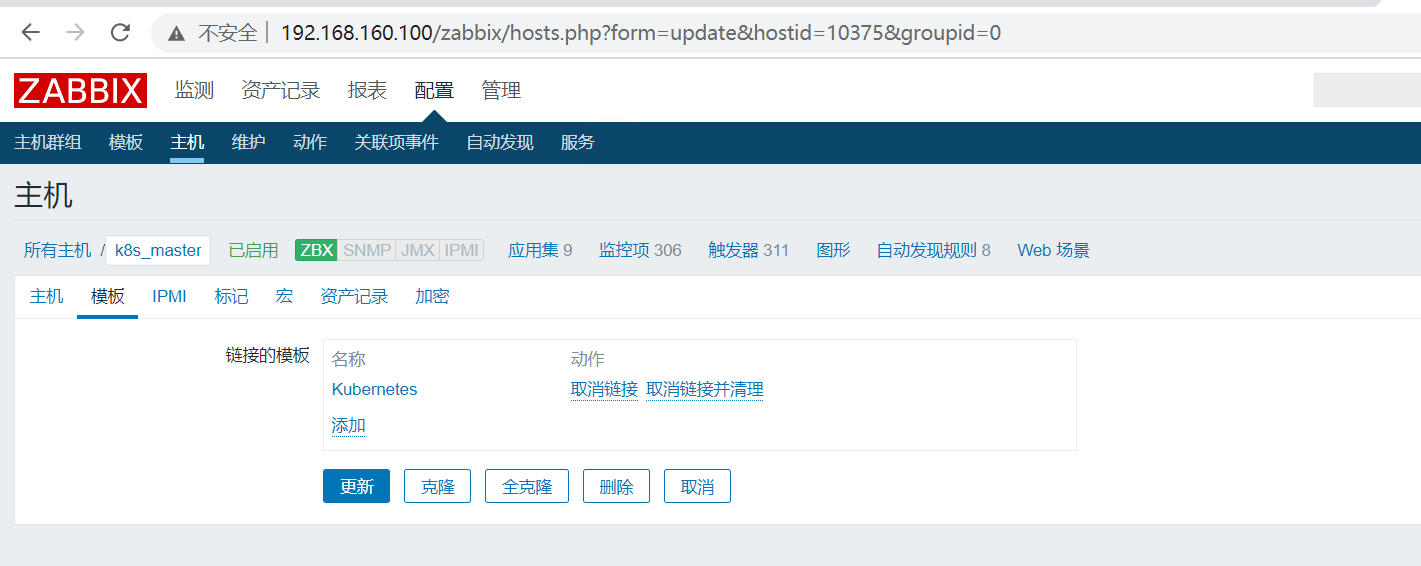 不安全 192.168.160.100/zabbix/hosts.php?form=update&hostid=10375&groupid=0
ZABBIX 监测 资产记录 报表 配置 管理
主机群组 模板 主机 维护 动作 关联项事件 自动发现 服务
主机
所有主机 / k8s_master 已启用 ZBX SNMP JMX IPMI 应用集 9 监控项 306 触发器 311 图形 自动发现规则 8 Web 场景
主机 模板 IPMI 标记 宏 资产记录 加密
链接的模板 名称 动作
Kubernetes 取消链接 取消链接并清理
添加
更新 克隆 全克隆 删除 取消